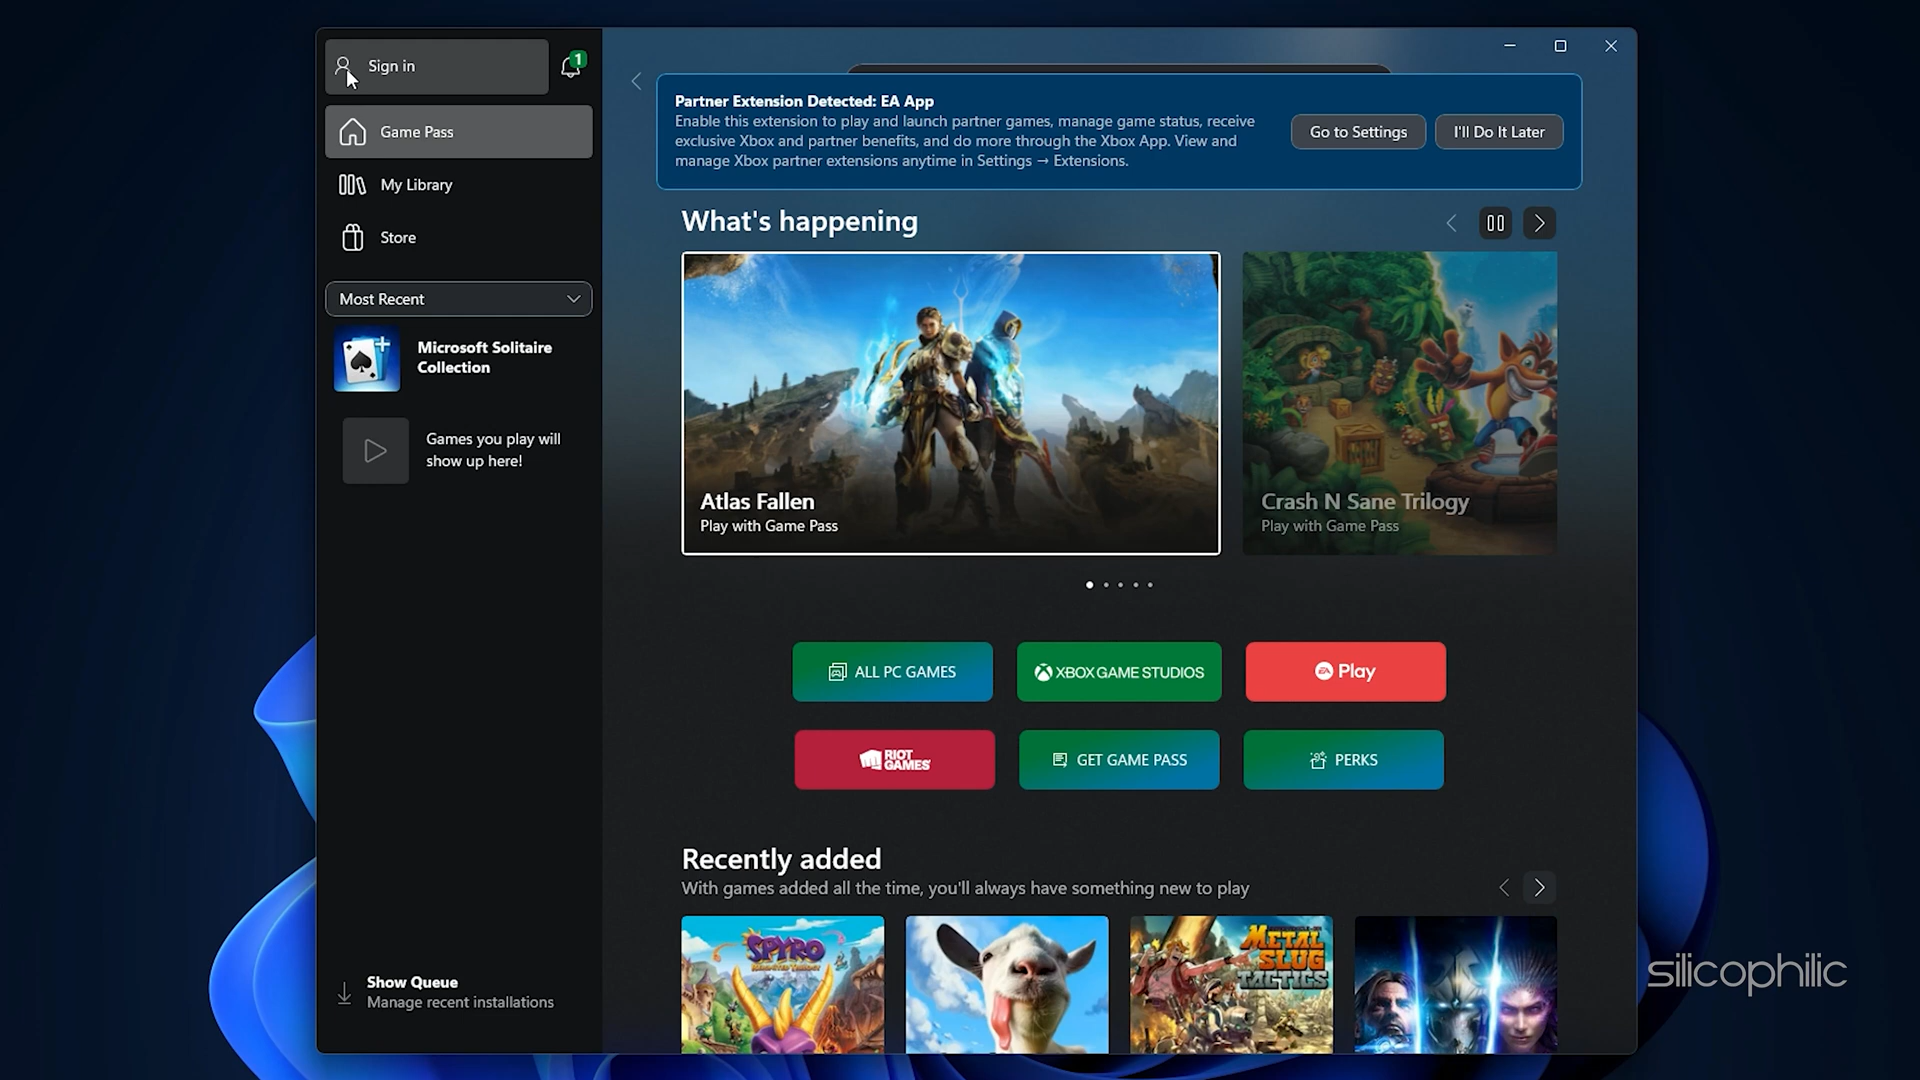 Sign in
1
Game Pass
My Library
Store
Most Recent
Microsoft Solitaire
Collection
Games you play will
show up here!
Show Queue
Manage recent installations
Partner Extension Detected: EA App
Enable this extension to play and launch partner games, manage game status, receive
exclusive Xbox and partner benefits, and do more through the Xbox App. View and
manage Xbox partner extensions anytime in Settings → Extensions.
Go to Settings
I'll Do It Later
What's happening
Atlas Fallen
Play with Game Pass
Crash N Sane Trilogy
Play with Game Pass
ALL PC GAMES
XBOX GAME STUDIOS
EA Play
RIOT
GAMES
GET GAME PASS
PERKS
Recently added
With games added all the time, you'll always have something new to play
SPYRO
METAL
SLUG
TACTICS
silicophilic